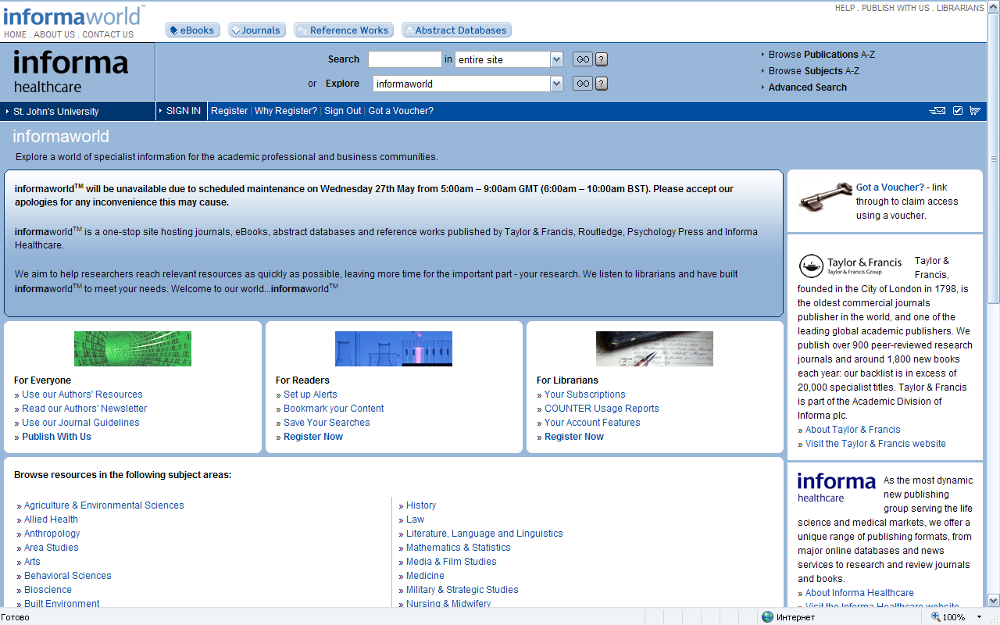 informaworld™
HOME . ABOUT US . CONTACT US
eBooks
Journals
Reference Works
Abstract Databases
HELP . PUBLISH WITH US . LIBRARIANS
informa
healthcare
Search in entire site GO ?
or Explore informaworld GO ?
Browse Publications A-Z
Browse Subjects A-Z
Advanced Search
St. John's University
SIGN IN
Register | Why Register? | Sign Out | Got a Voucher?
informaworld
Explore a world of specialist information for the academic professional and business communities.
informaworldTM will be unavailable due to scheduled maintenance on Wednesday 27th May from 5:00am – 9:00am GMT (6:00am – 10:00am BST). Please accept our
apologies for any inconvenience this may cause.
informaworldTM is a one-stop site hosting journals, eBooks, abstract databases and reference works published by Taylor & Francis, Routledge, Psychology Press and Informa
Healthcare.
We aim to help researchers reach relevant resources as quickly as possible, leaving more time for the important part - your research. We listen to librarians and have built
informaworldTM to meet your needs. Welcome to our world...informaworldTM
For Everyone
» Use our Authors' Resources
» Read our Authors' Newsletter
» Use our Journal Guidelines
» Publish With Us
For Readers
» Set up Alerts
» Bookmark your Content
» Save Your Searches
» Register Now
For Librarians
» Your Subscriptions
» COUNTER Usage Reports
» Your Account Features
» Register Now
Browse resources in the following subject areas:
» Agriculture & Environmental Sciences
» Allied Health
» Anthropology
» Area Studies
» Arts
» Behavioral Sciences
» Bioscience
» Built Environment
» History
» Law
» Literature, Language and Linguistics
» Mathematics & Statistics
» Media & Film Studies
» Medicine
» Military & Strategic Studies
» Nursing & Midwifery
Got a Voucher? - link
through to claim access
using a voucher.
Taylor & Francis
Taylor & Francis Group
Taylor &
Francis,
founded in the City of London in 1798, is
the oldest commercial journals
publisher in the world, and one of the
leading global academic publishers. We
publish over 900 peer-reviewed research
journals and around 1,800 new books
each year: our backlist is in excess of
20,000 specialist titles. Taylor & Francis
is part of the Academic Division of
Informa plc.
» About Taylor & Francis
» Visit the Taylor & Francis website
informa
healthcare
As the most dynamic
new publishing
group serving the life
science and medical markets, we offer a
unique range of publishing formats, from
major online databases and news
services to research and review journals
and books.
» About Informa Healthcare
» Visit the Informa Healthcare website
Готово
Интернет
100%